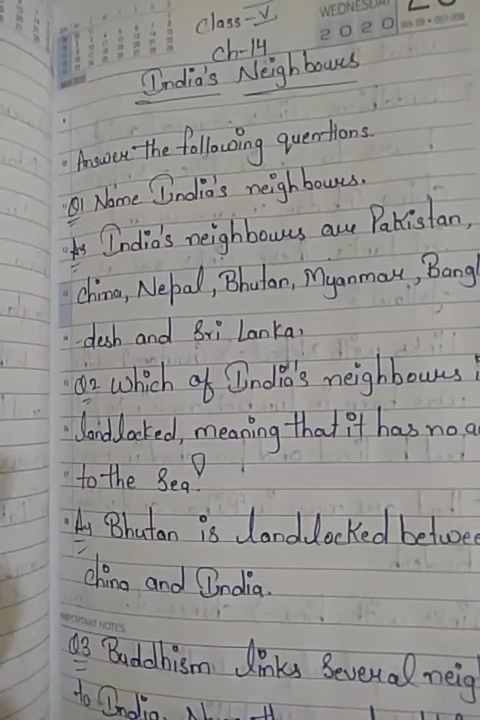 Class-V
WEDNESDAY
2020
Ch-14
India's Neighbours
Answer the following questions.
Q1 Name India's neighbours.
As India's neighbours are Pakistan,
China, Nepal, Bhutan, Myanmar, Bangl
-desh and Sri Lanka.
Q2 Which of India's neighbours i
landlocked, meaning that it has no a
to the Sea?
As Bhutan is landlocked betwee
China and India.
IMPORTANT NOTES
Q3 Buddhism links Several neig
to India.